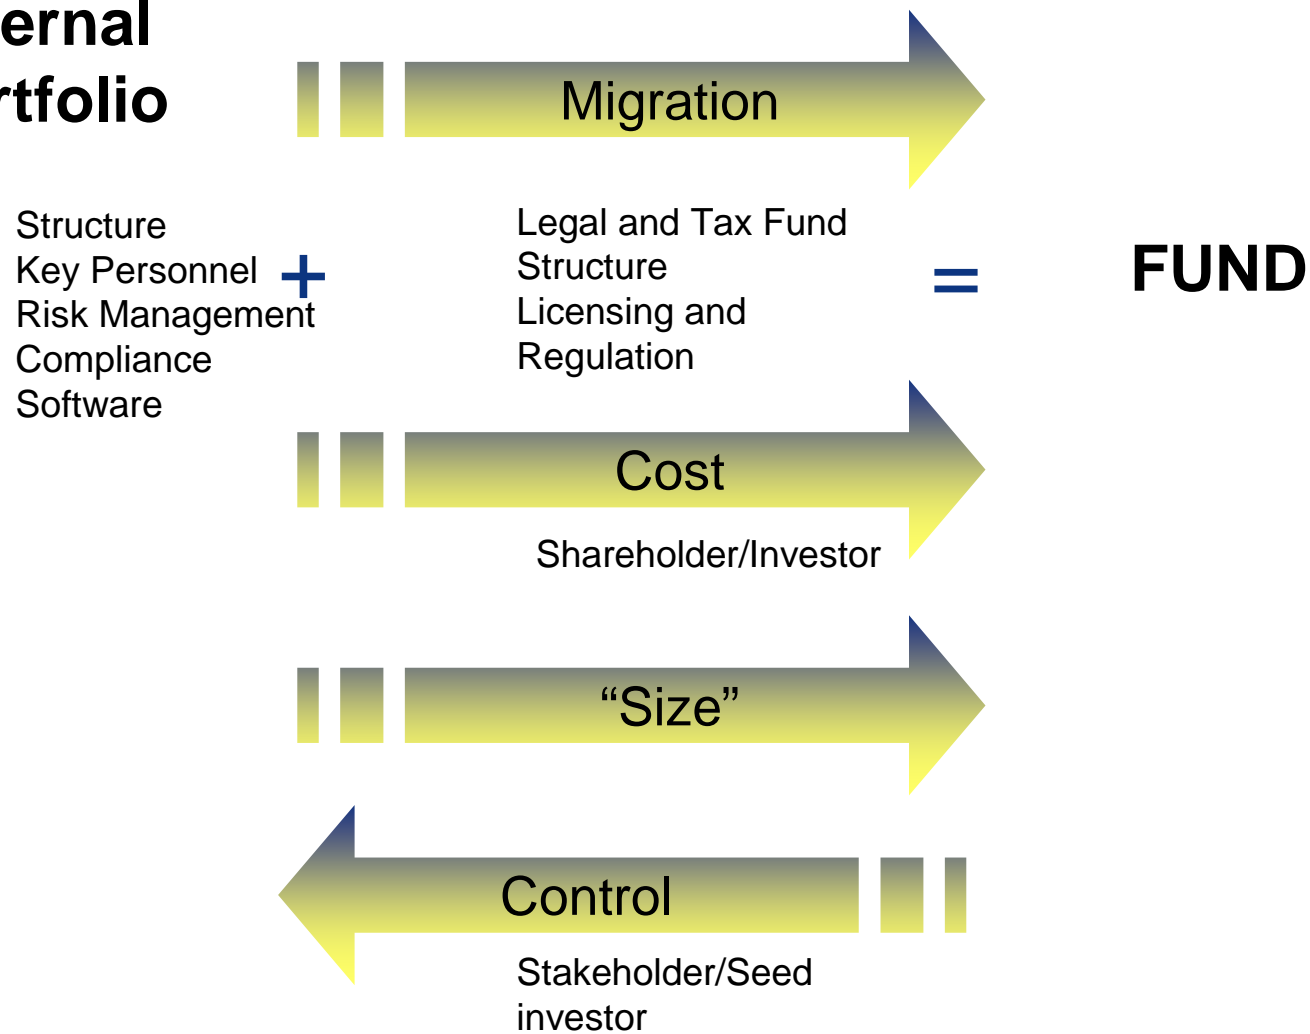 ernal
rtfolio
Migration
Structure
Key Personnel
Risk Management
Compliance
Software
+
Legal and Tax Fund
Structure
Licensing and
Regulation
=
FUND
Cost
Shareholder/Investor
“Size”
Control
Stakeholder/Seed
investor